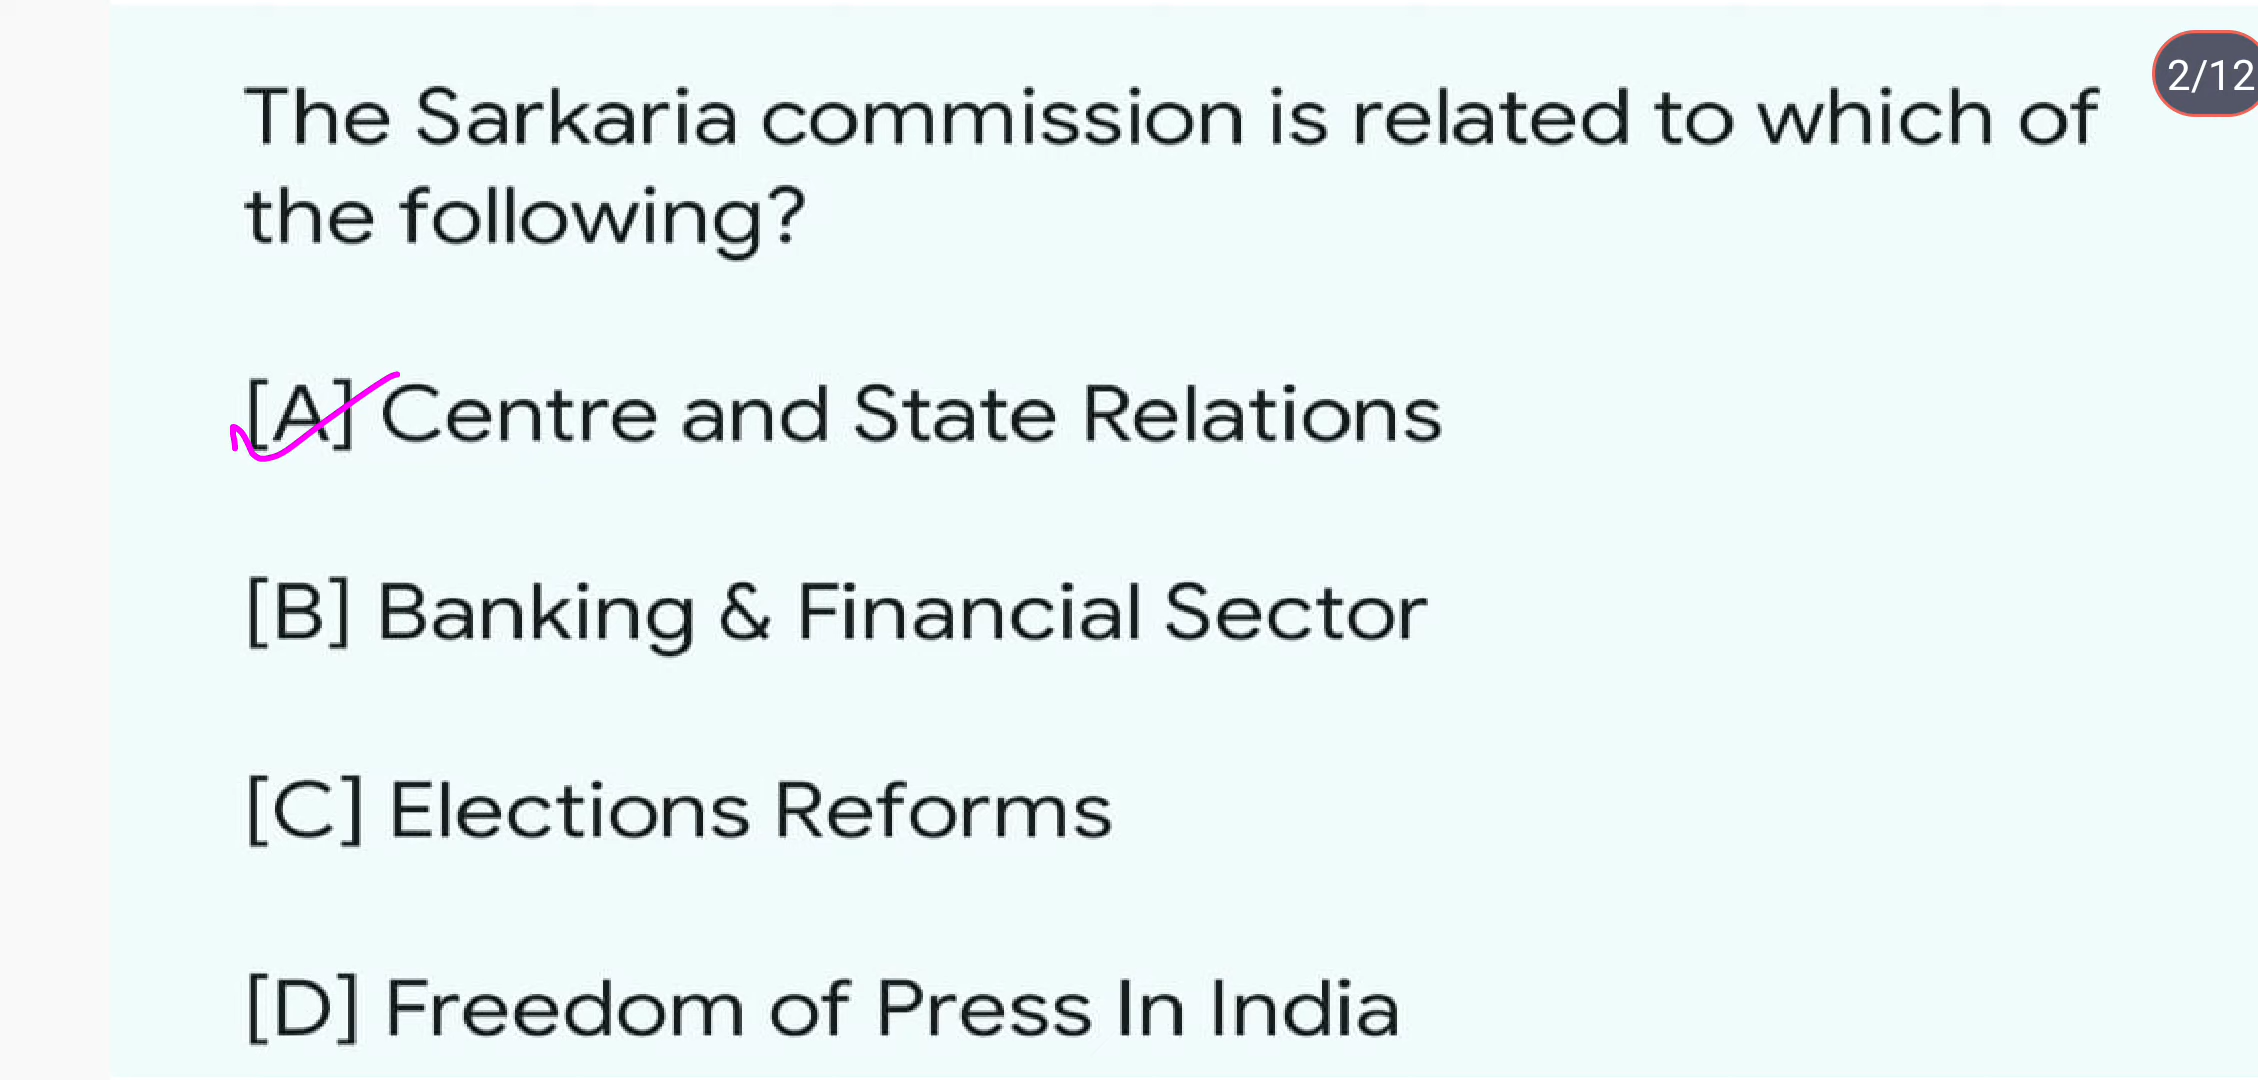 The Sarkaria commission is related to which of
2/12
the following?
[A] Centre and State Relations
[B] Banking & Financial Sector
[C] Elections Reforms
[D] Freedom of Press In India